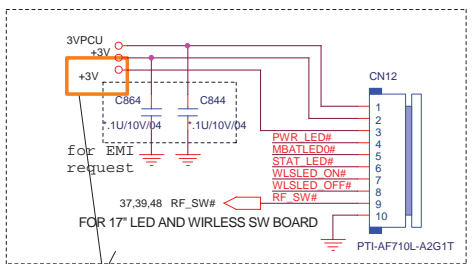 3VPCU
+3V
+3V
CN12
C864
C844
*.1U/10V/04
*.1U/10V/04
for EMI
request
1
2
3
4
5
6
7
8
9
10
PWR_LED#
MBATLED0#
STAT_LED#
WLSLED_ON#
WLSLED_OFF#
RF_SW#
37,39,48 RF_SW#
FOR 17" LED AND WIRLESS SW BOARD
PTI-AF710L-A2G1T